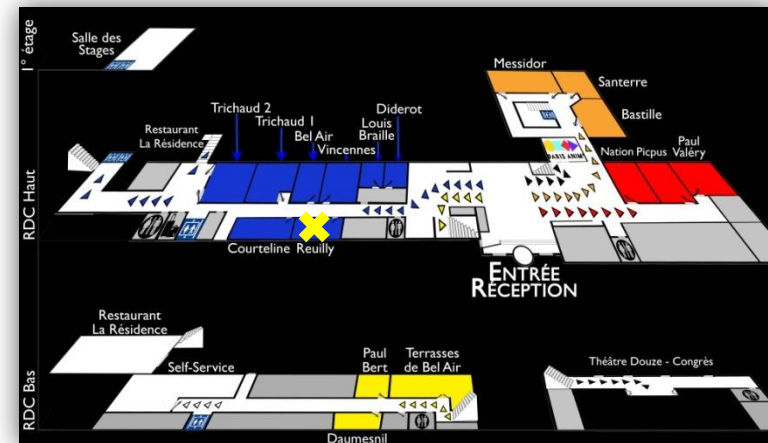 1° étage
Salle des
Stages
Messidor
Santerre
Bastille
Trichaud 2
Trichaud 1
Bel Air
Vincennes
Louis
Braille
Diderot
Restaurant
La Résidence
PARIS ANIM'
Nation Picpus
Paul
Valéry
RDC Haut
Courteline Reuilly
ENTRÉE
RÉCEPTION
Restaurant
La Résidence
Self-Service
Paul
Bert
Terrasses
de Bel Air
Théâtre Douze - Congrès
RDC Bas
Daumesnil